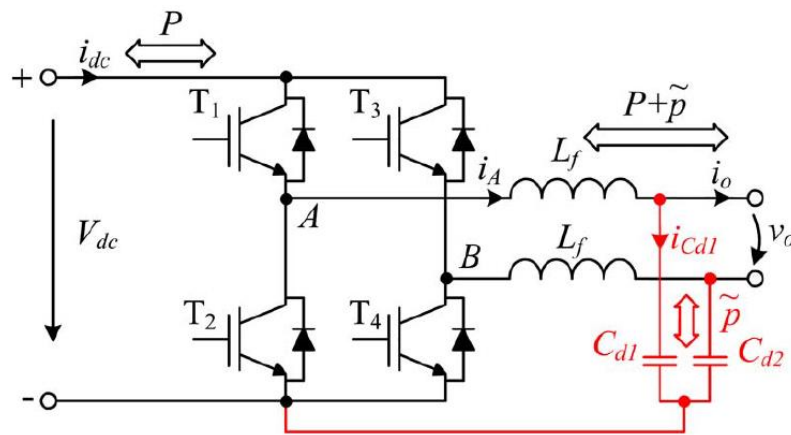 P
i_dc
+
T₁
T₃
P+p̃
L_f
i_A
i_o
A
V_dc
i_Cd1
v_o
B
L_f
T₂
T₄
p̃
C_d1
C_d2
-